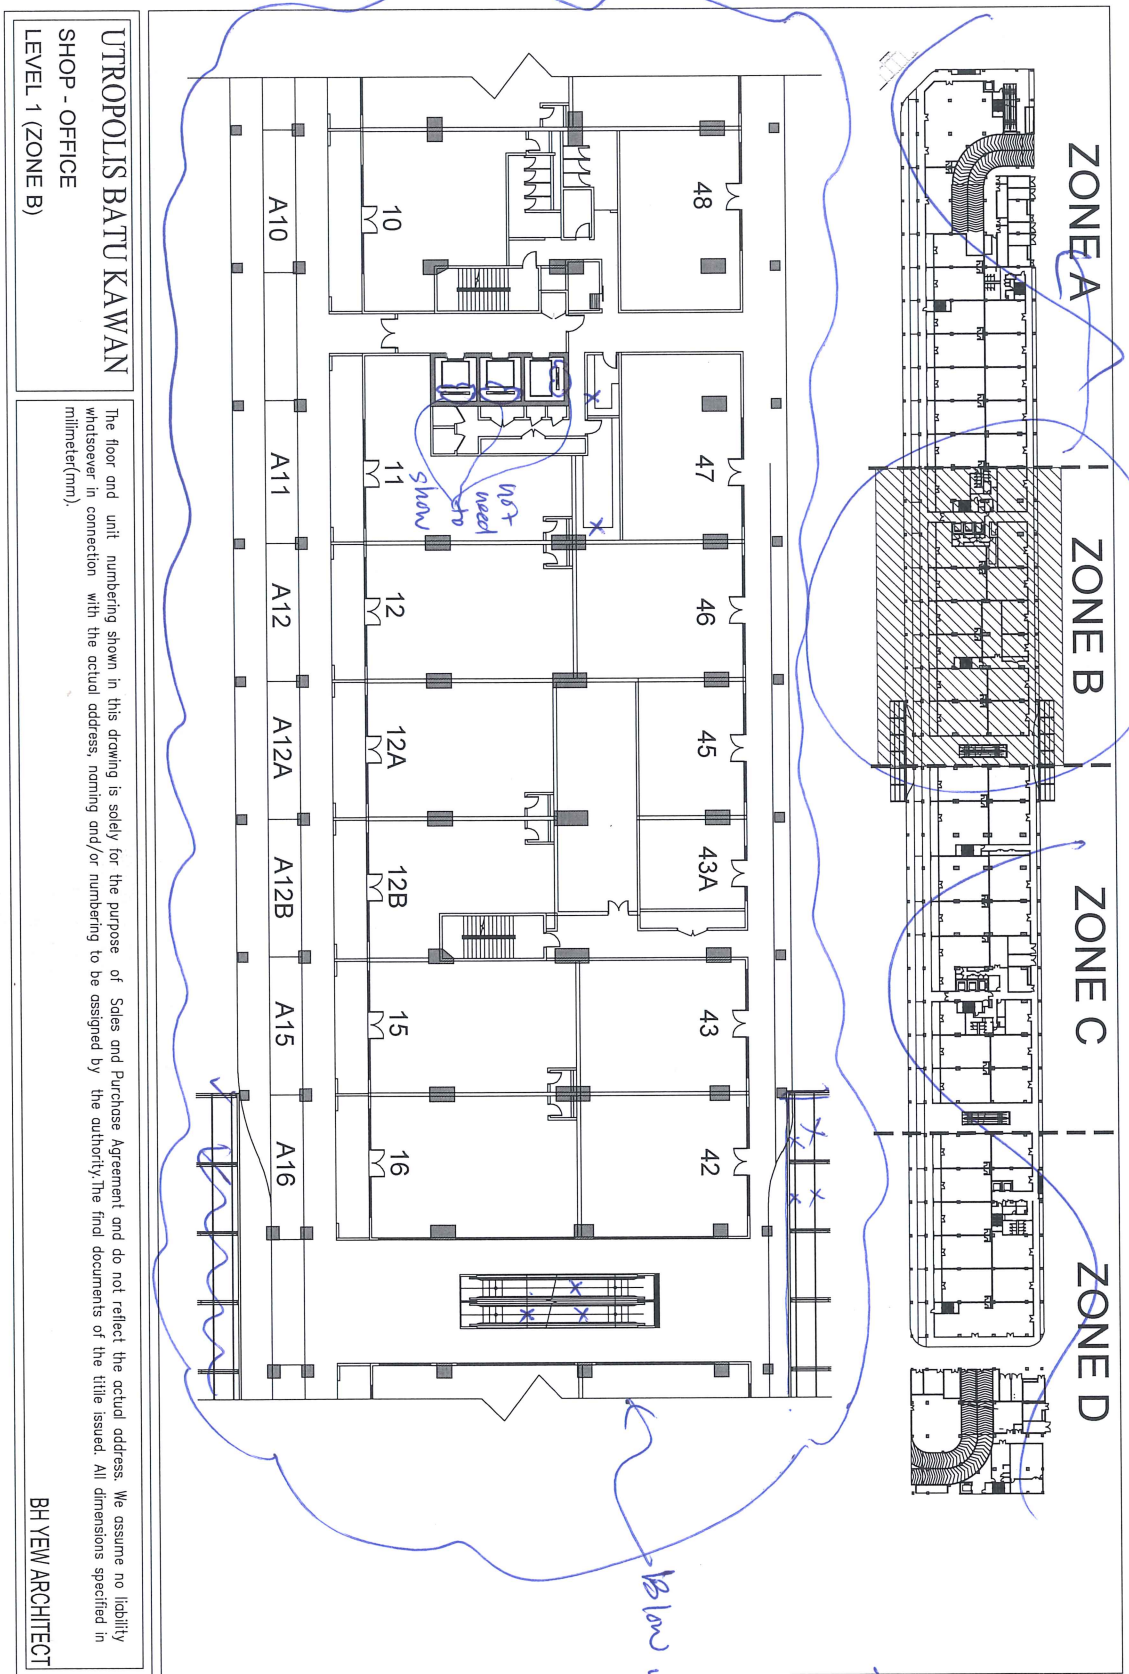 ZONE A
ZONE B
ZONE C
ZONE D
48
47
46
45
43A
43
42
10
11
12
12A
12B
15
16
not
need
to
show
A10
A11
A12
A12A
A12B
A15
A16
Blow
UTROPOLIS BATU KAWAN
SHOP - OFFICE
LEVEL 1 (ZONE B)
The floor and unit numbering shown in this drawing is solely for the purpose of Sales and Purchase Agreement and do not reflect the actual address. We assume no liability
whatsoever in connection with the actual address, naming and/or numbering to be assigned by the authority.The final documents of the titile issued. All dimensions specified in
milimeter(mm).
BH YEW ARCHITECT